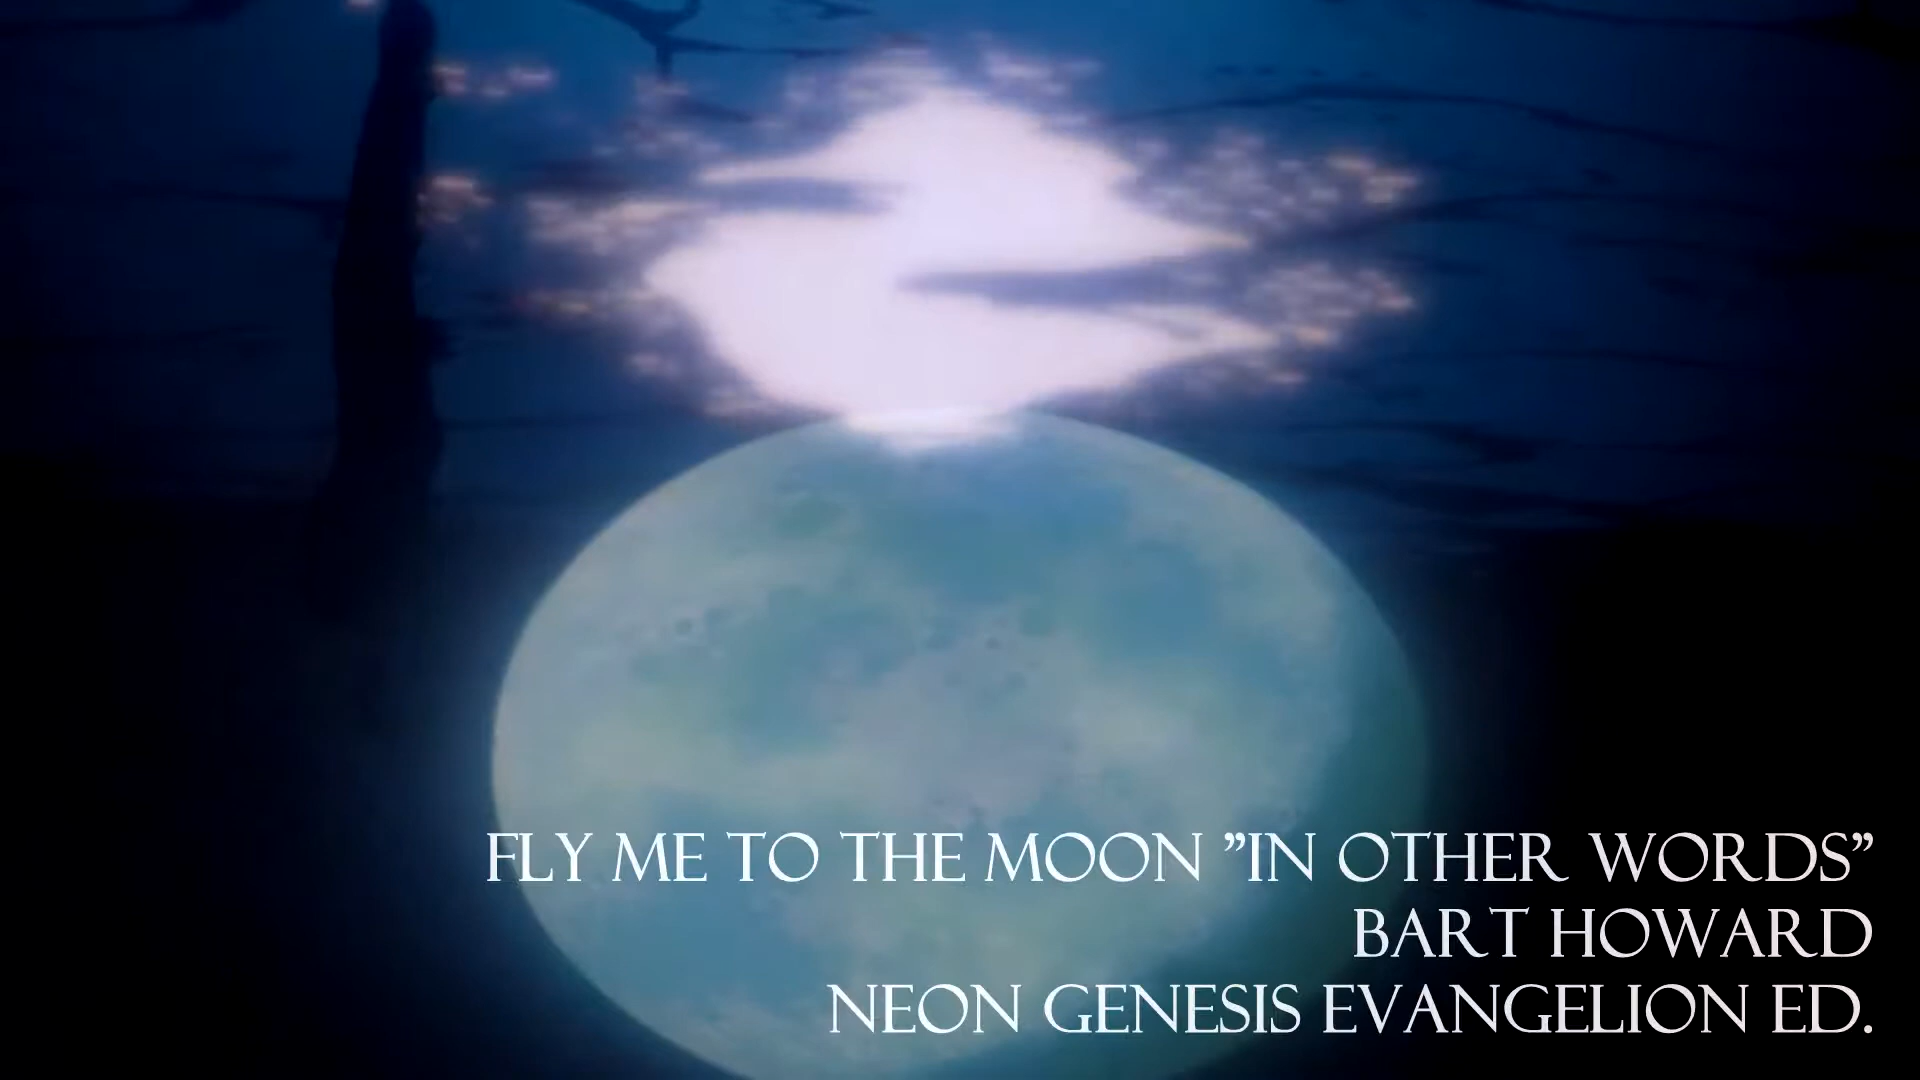 FLY ME TO THE MOON "IN OTHER WORDS"
BART HOWARD
NEON GENESIS EVANGELION ED.